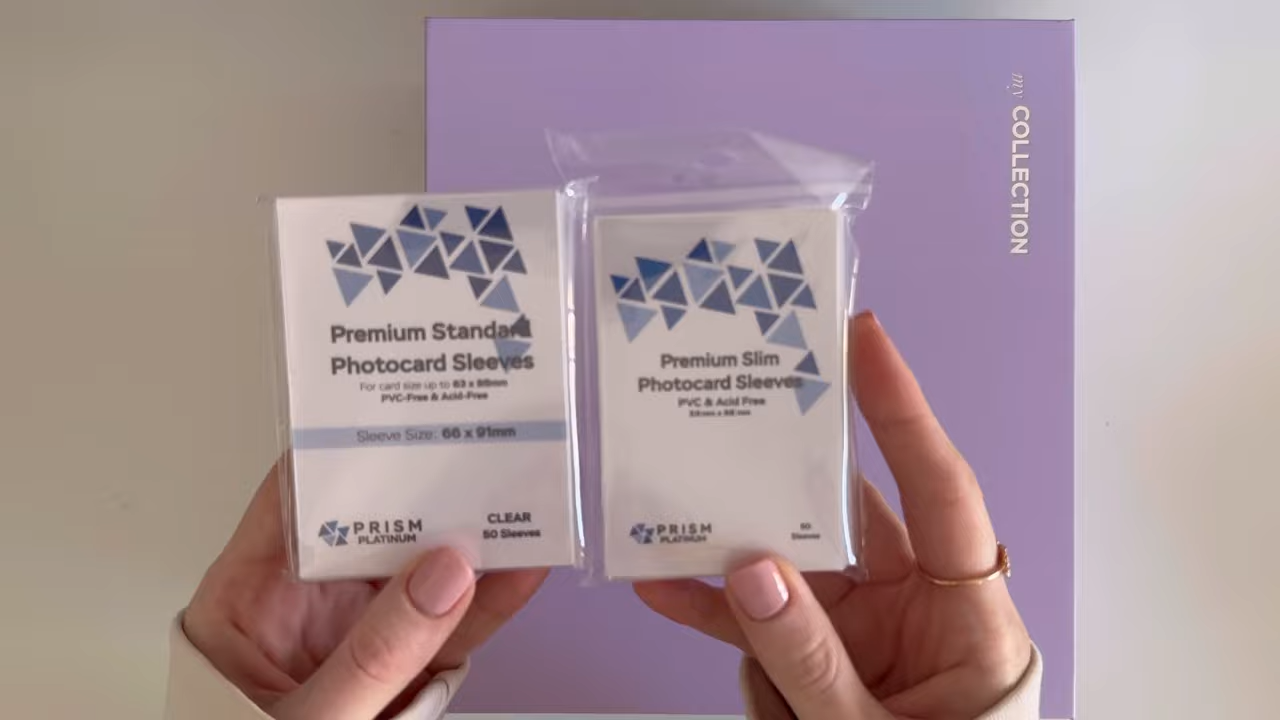 my COLLECTION
Premium Standard
Photocard Sleeves
For card size up to 63 x 88mm
PVC-Free & Acid-Free
Sleeve Size: 66 x 91mm
PRISM
PLATINUM
CLEAR
50 Sleeves
Premium Slim
Photocard Sleeves
PVC & Acid Free
PRISM
PLATINUM
50
Sleeves